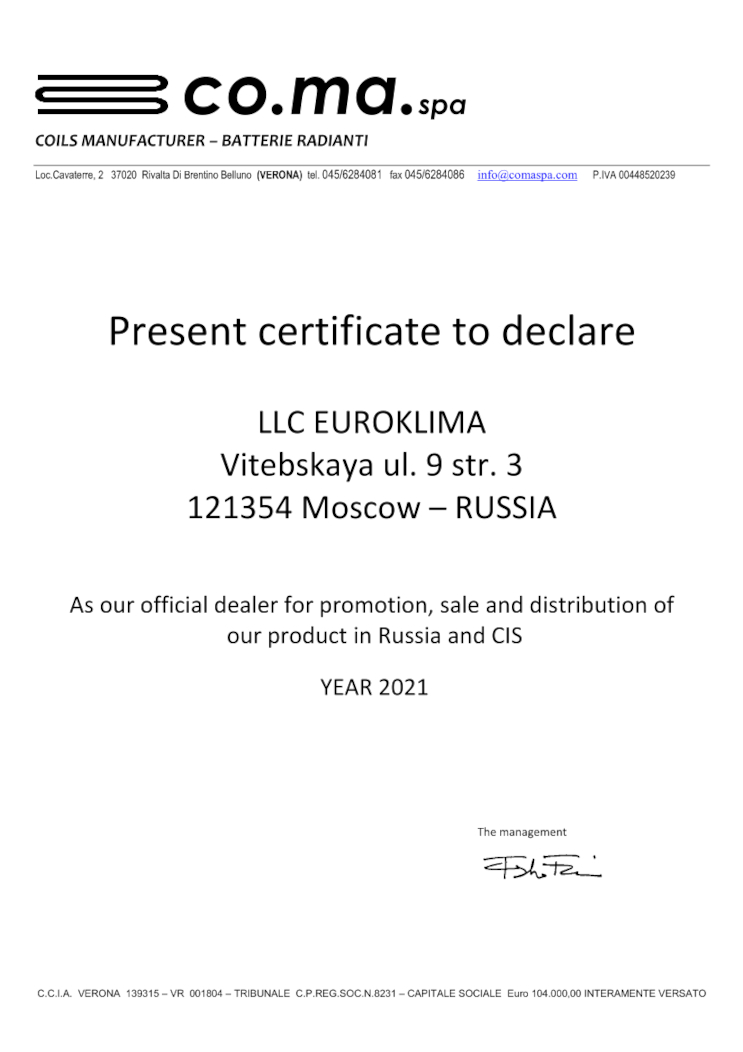 co.ma.spa
COILS MANUFACTURER – BATTERIE RADIANTI
Loc.Cavaterre, 2 37020 Rivalta Di Brentino Belluno (VERONA) tel. 045/6284081 fax 045/6284086 info@comaspa.com P.IVA 00448520239
Present certificate to declare
LLC EUROKLIMA
Vitebskaya ul. 9 str. 3
121354 Moscow – RUSSIA
As our official dealer for promotion, sale and distribution of
our product in Russia and CIS
YEAR 2021
The management
C.C.I.A. VERONA 139315 – VR 001804 – TRIBUNALE C.P.REG.SOC.N.8231 – CAPITALE SOCIALE Euro 104.000,00 INTERAMENTE VERSATO